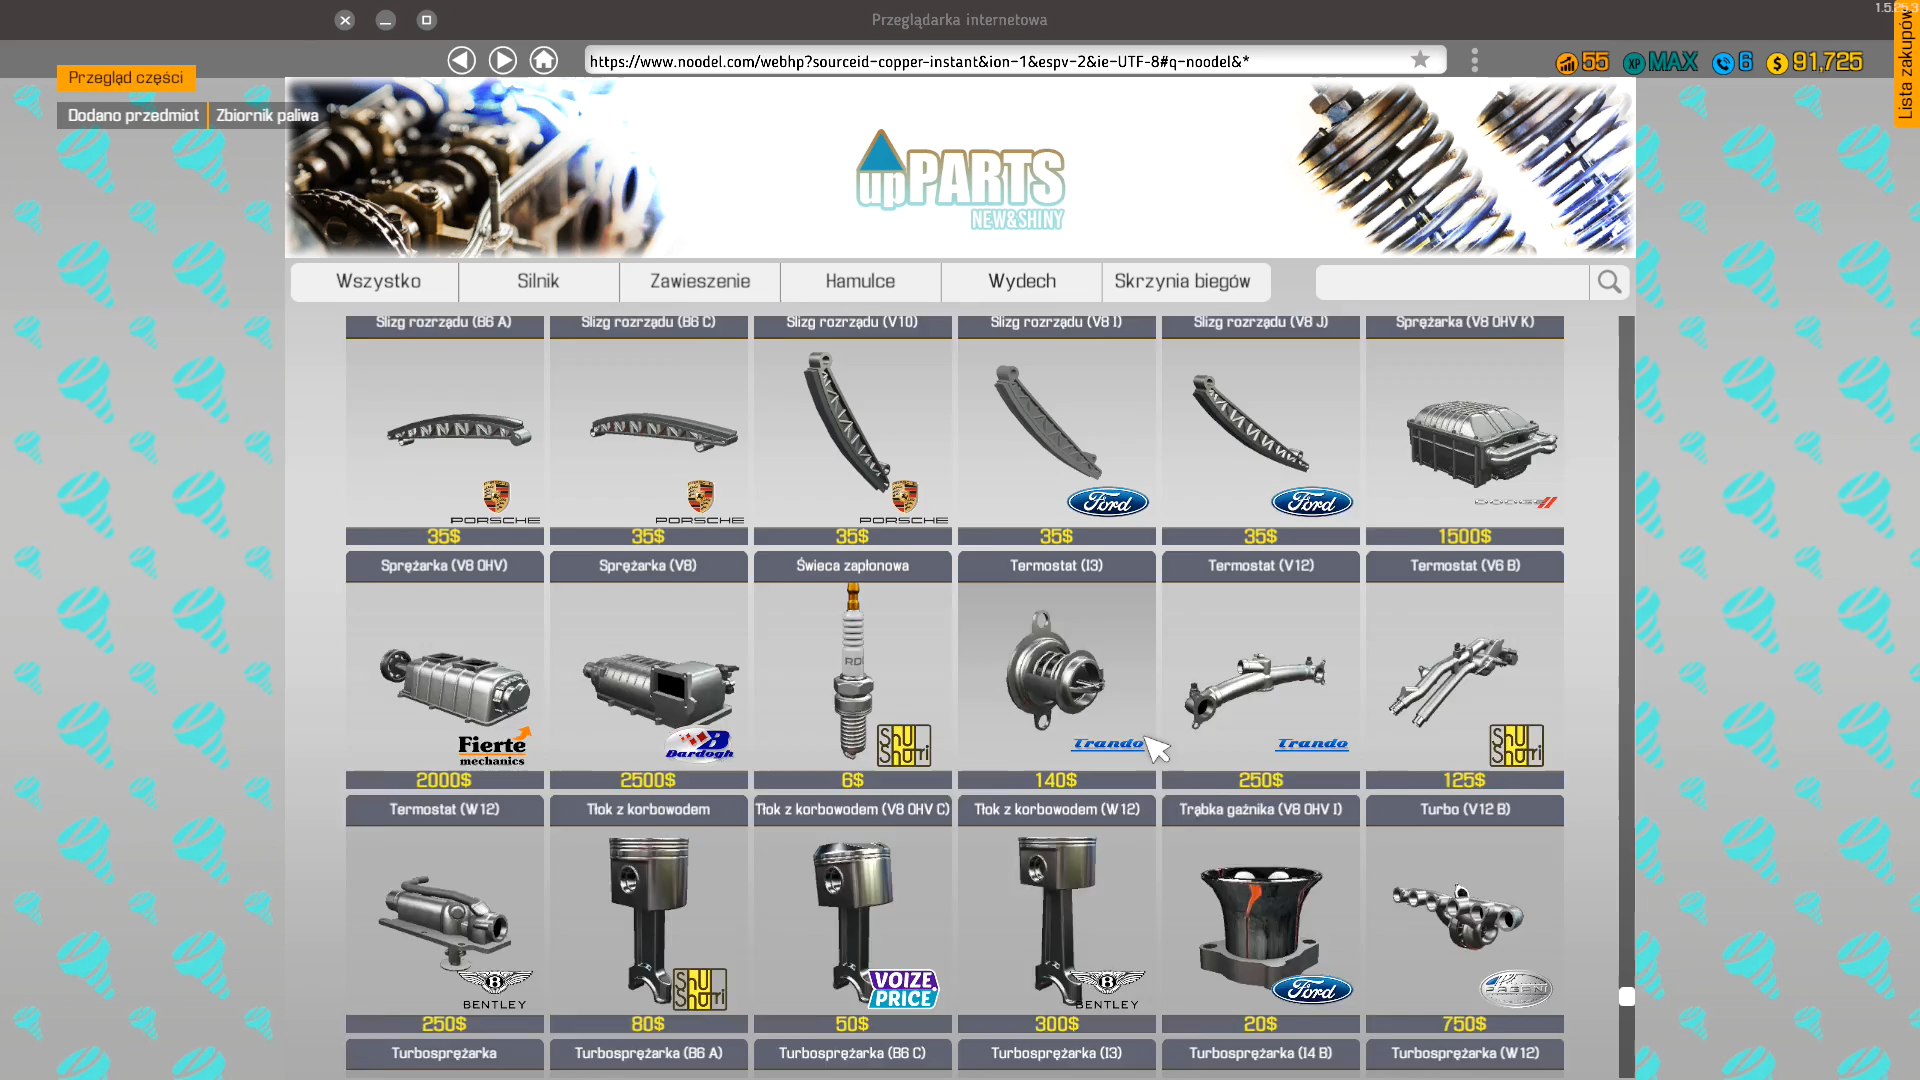 Przeglądarka internetowa
1.5.25.3
https://www.noodel.com/webhp?sourceid-copper-instant&ion-1&espv-2&ie-UTF-8#q-noodel&*
55
XP MAX
6
$ 91,725
Lista zakupów
Przegląd części
Dodano przedmiot Zbiornik paliwa
upPARTS
NEW&SHINY
Wszystko Silnik Zawieszenie Hamulce Wydech Skrzynia biegów
Ślizg rozrządu (B6 A) Ślizg rozrządu (B6 C) Ślizg rozrządu (V10) Ślizg rozrządu (V8 I) Ślizg rozrządu (V8 J) Sprężarka (V8 OHV K)
PORSCHE PORSCHE PORSCHE Ford Ford DODGE
35$ 35$ 35$ 35$ 35$ 1500$
Sprężarka (V8 OHV) Sprężarka (V8) Świeca zapłonowa Termostat (I3) Termostat (V12) Termostat (V6 B)
Fierte
mechanics
Bardogh
Shu
Shutri
Trando Trando
Shu
Shutri
2000$ 2500$ 6$ 140$ 250$ 125$
Termostat (W12) Tłok z korbowodem Tłok z korbowodem (V8 OHV C) Tłok z korbowodem (W12) Trąbka gaźnika (V8 OHV I) Turbo (V12 B)
B
BENTLEY
Shu
Shutri
VOIZE
PRICE
B
BENTLEY
Ford
PAGANI
250$ 80$ 50$ 300$ 20$ 750$
Turbosprężarka Turbosprężarka (B6 A) Turbosprężarka (B6 C) Turbosprężarka (I3) Turbosprężarka (I4 B) Turbosprężarka (W12)